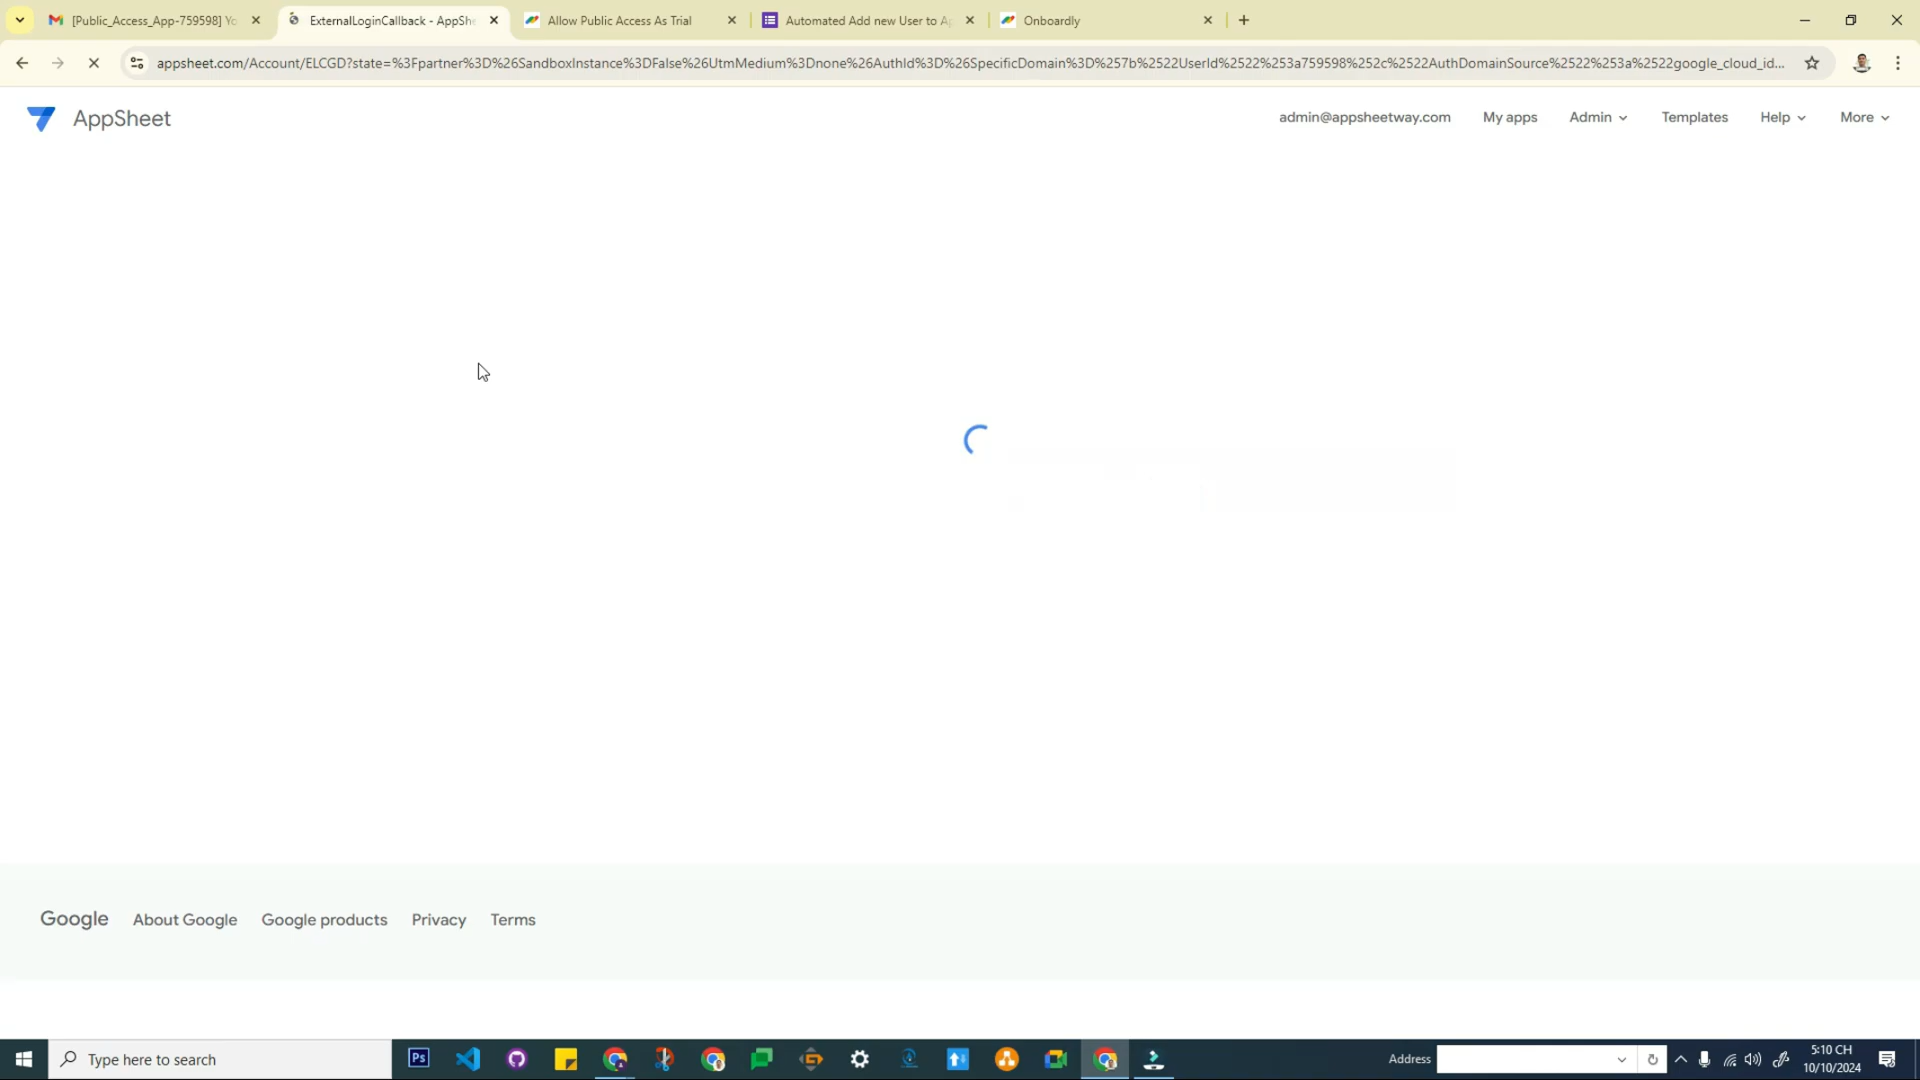 [Public_Access_App-759598] Yo
ExternalLoginCallback - AppShe
Allow Public Access As Trial
Automated Add new User to Ap
Onboardly
appsheet.com/Account/ELCGD?state=%3Fpartner%3D%26SandboxInstance%3DFalse%26UtmMedium%3Dnone%26AuthId%3D%26SpecificDomain%3D%257b%2522UserId%2522%253a759598%252c%2522AuthDomainSource%2522%253a%2522google_cloud_id...
AppSheet
admin@appsheetway.com
My apps
Admin
Templates
Help
More
Google
About Google
Google products
Privacy
Terms
Type here to search
Ps
Address
5:10 CH
10/10/2024